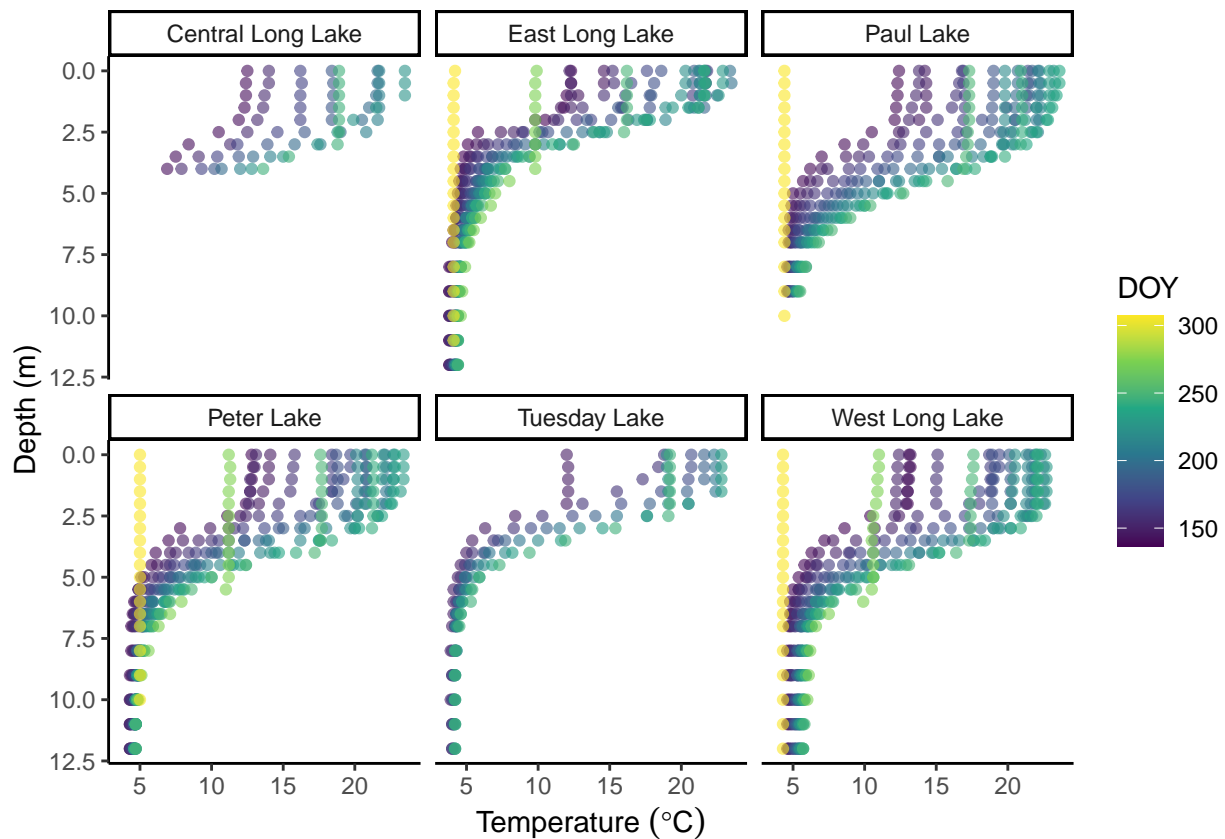 Central Long Lake
East Long Lake
Paul Lake
0.0
2.5
5.0
7.5
10.0
12.5
Peter Lake
Tuesday Lake
West Long Lake
0.0
2.5
5.0
7.5
10.0
12.5
5 10 15 20
5 10 15 20
5 10 15 20
Temperature (°C)
Depth (m)
DOY
300
250
200
150